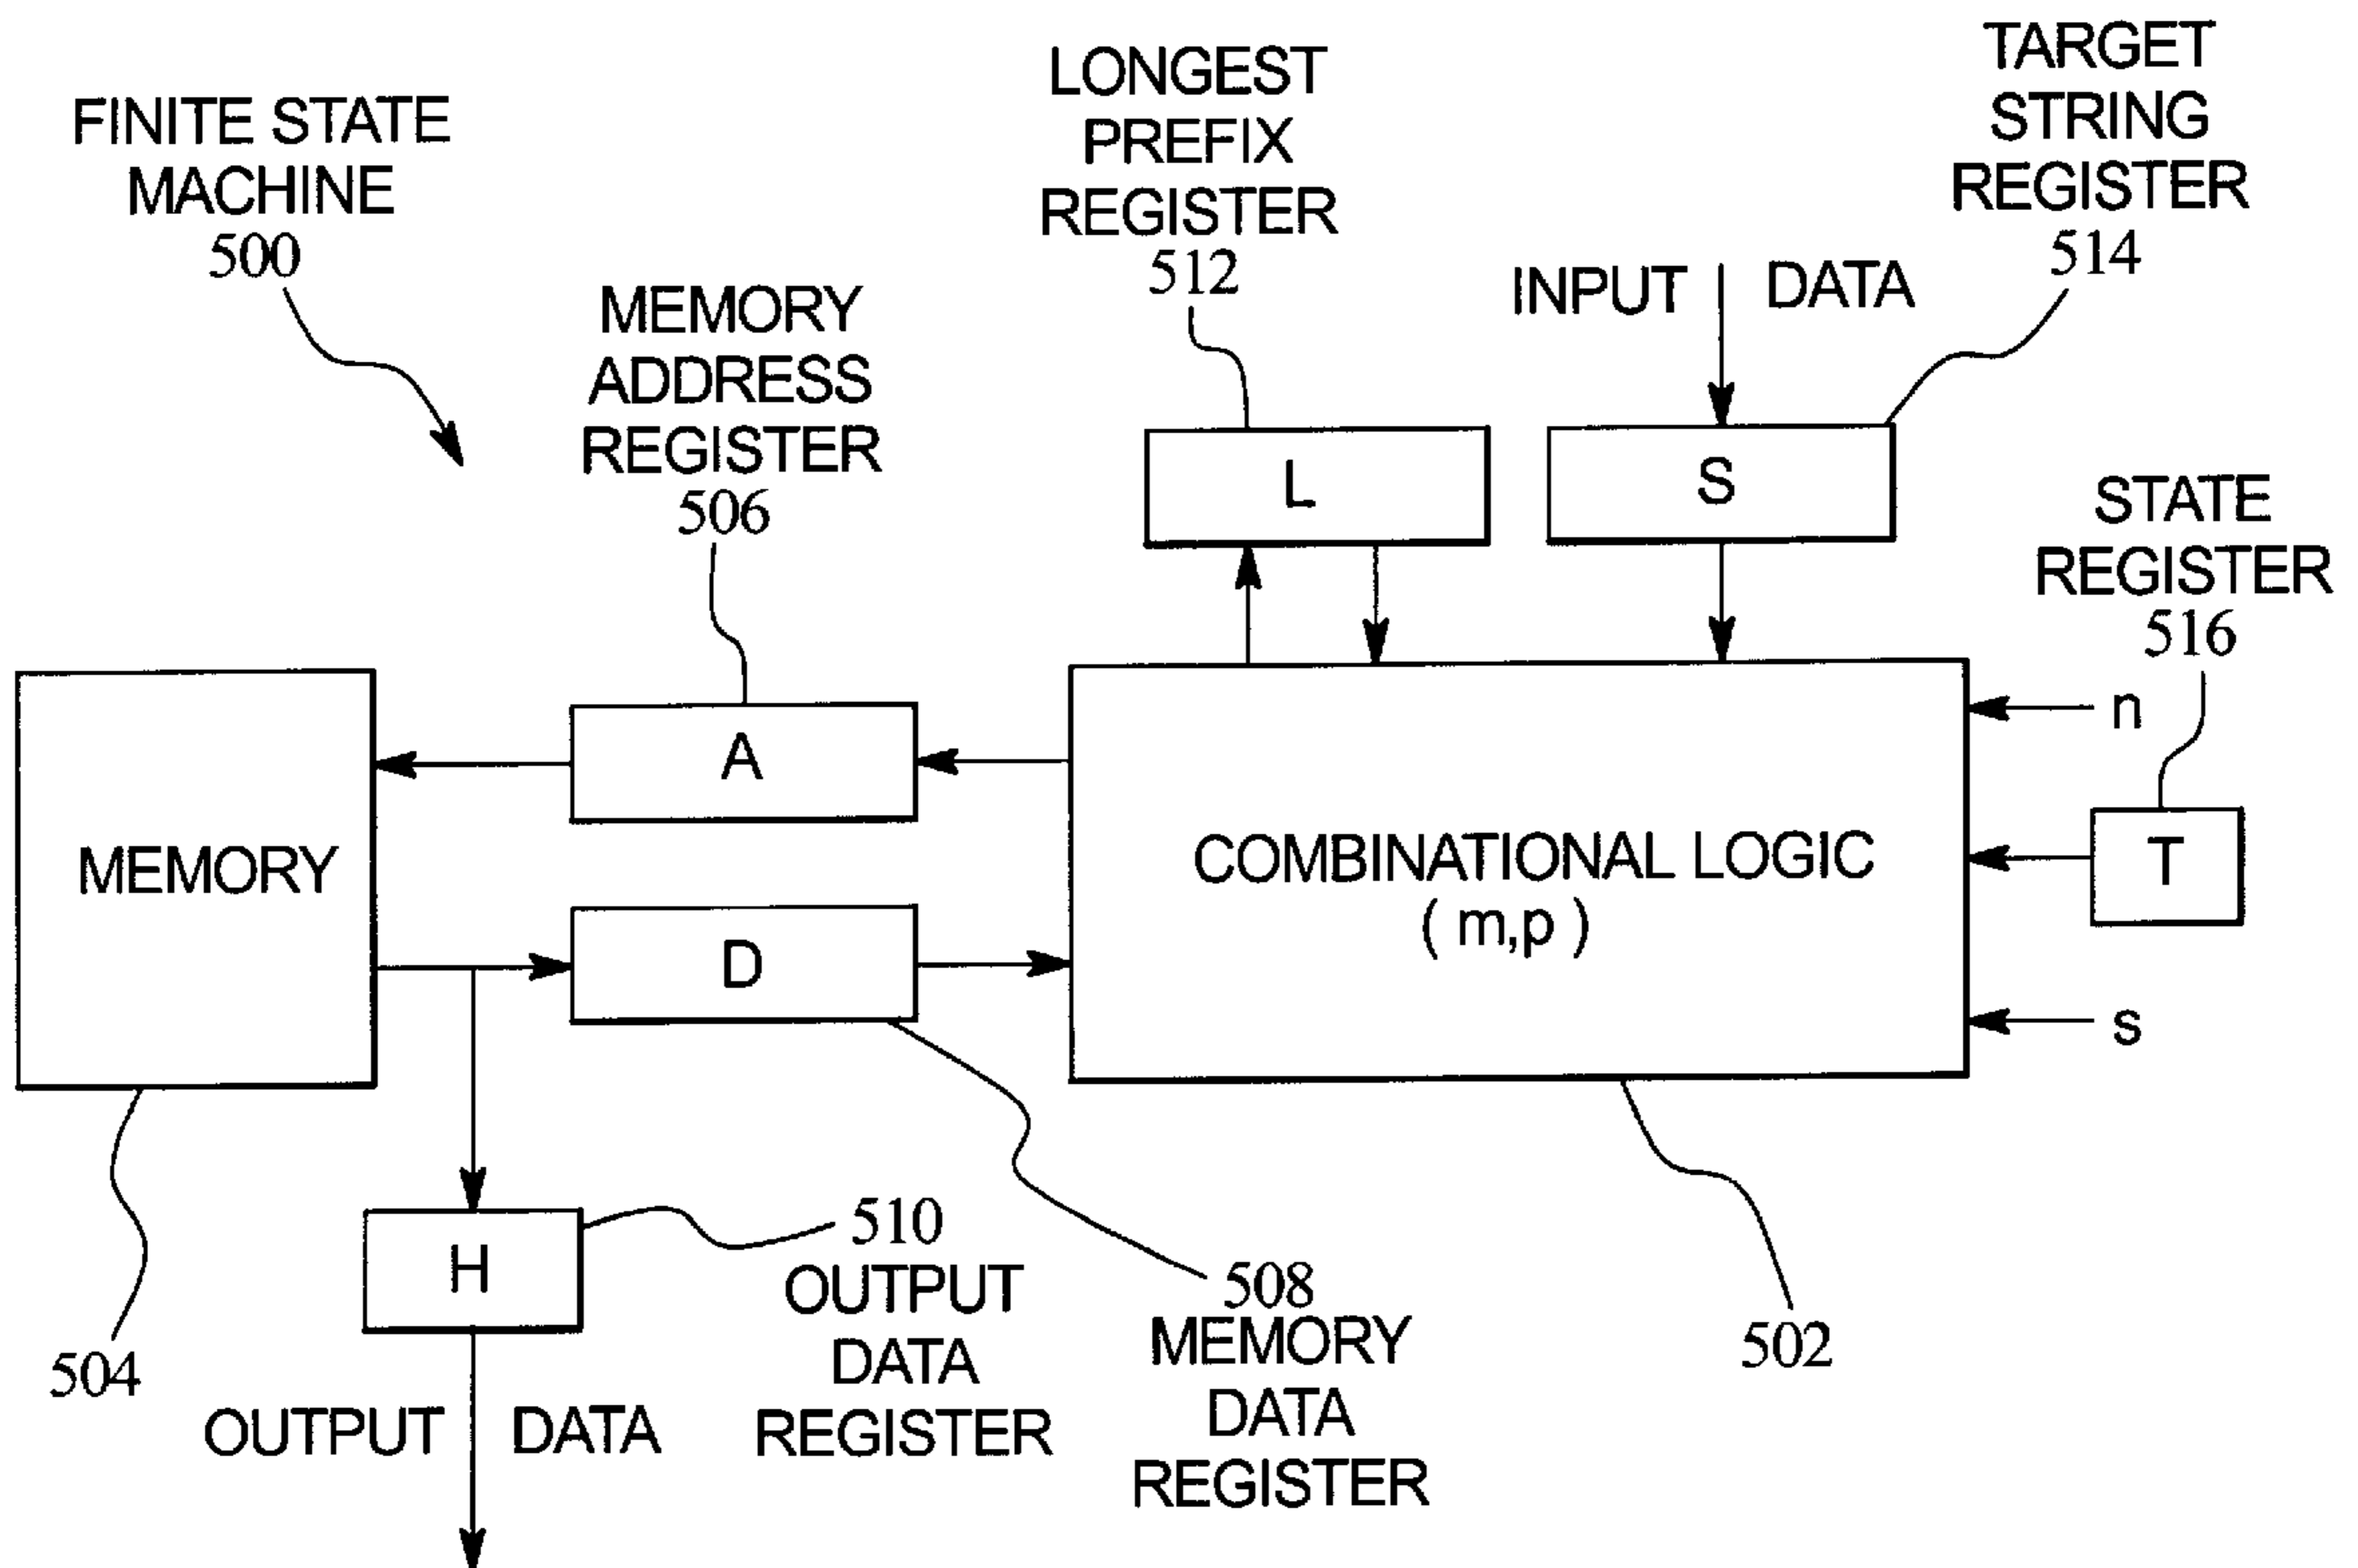 FINITE STATE
MACHINE
500
MEMORY
ADDRESS
REGISTER
506
LONGEST
PREFIX
REGISTER
512
INPUT DATA
TARGET
STRING
REGISTER
514
L
S
STATE
REGISTER
516
n
T
s
MEMORY
A
D
COMBINATIONAL LOGIC
( m,p )
H
510
OUTPUT
DATA
REGISTER
508
MEMORY
DATA
REGISTER
502
504
OUTPUT DATA